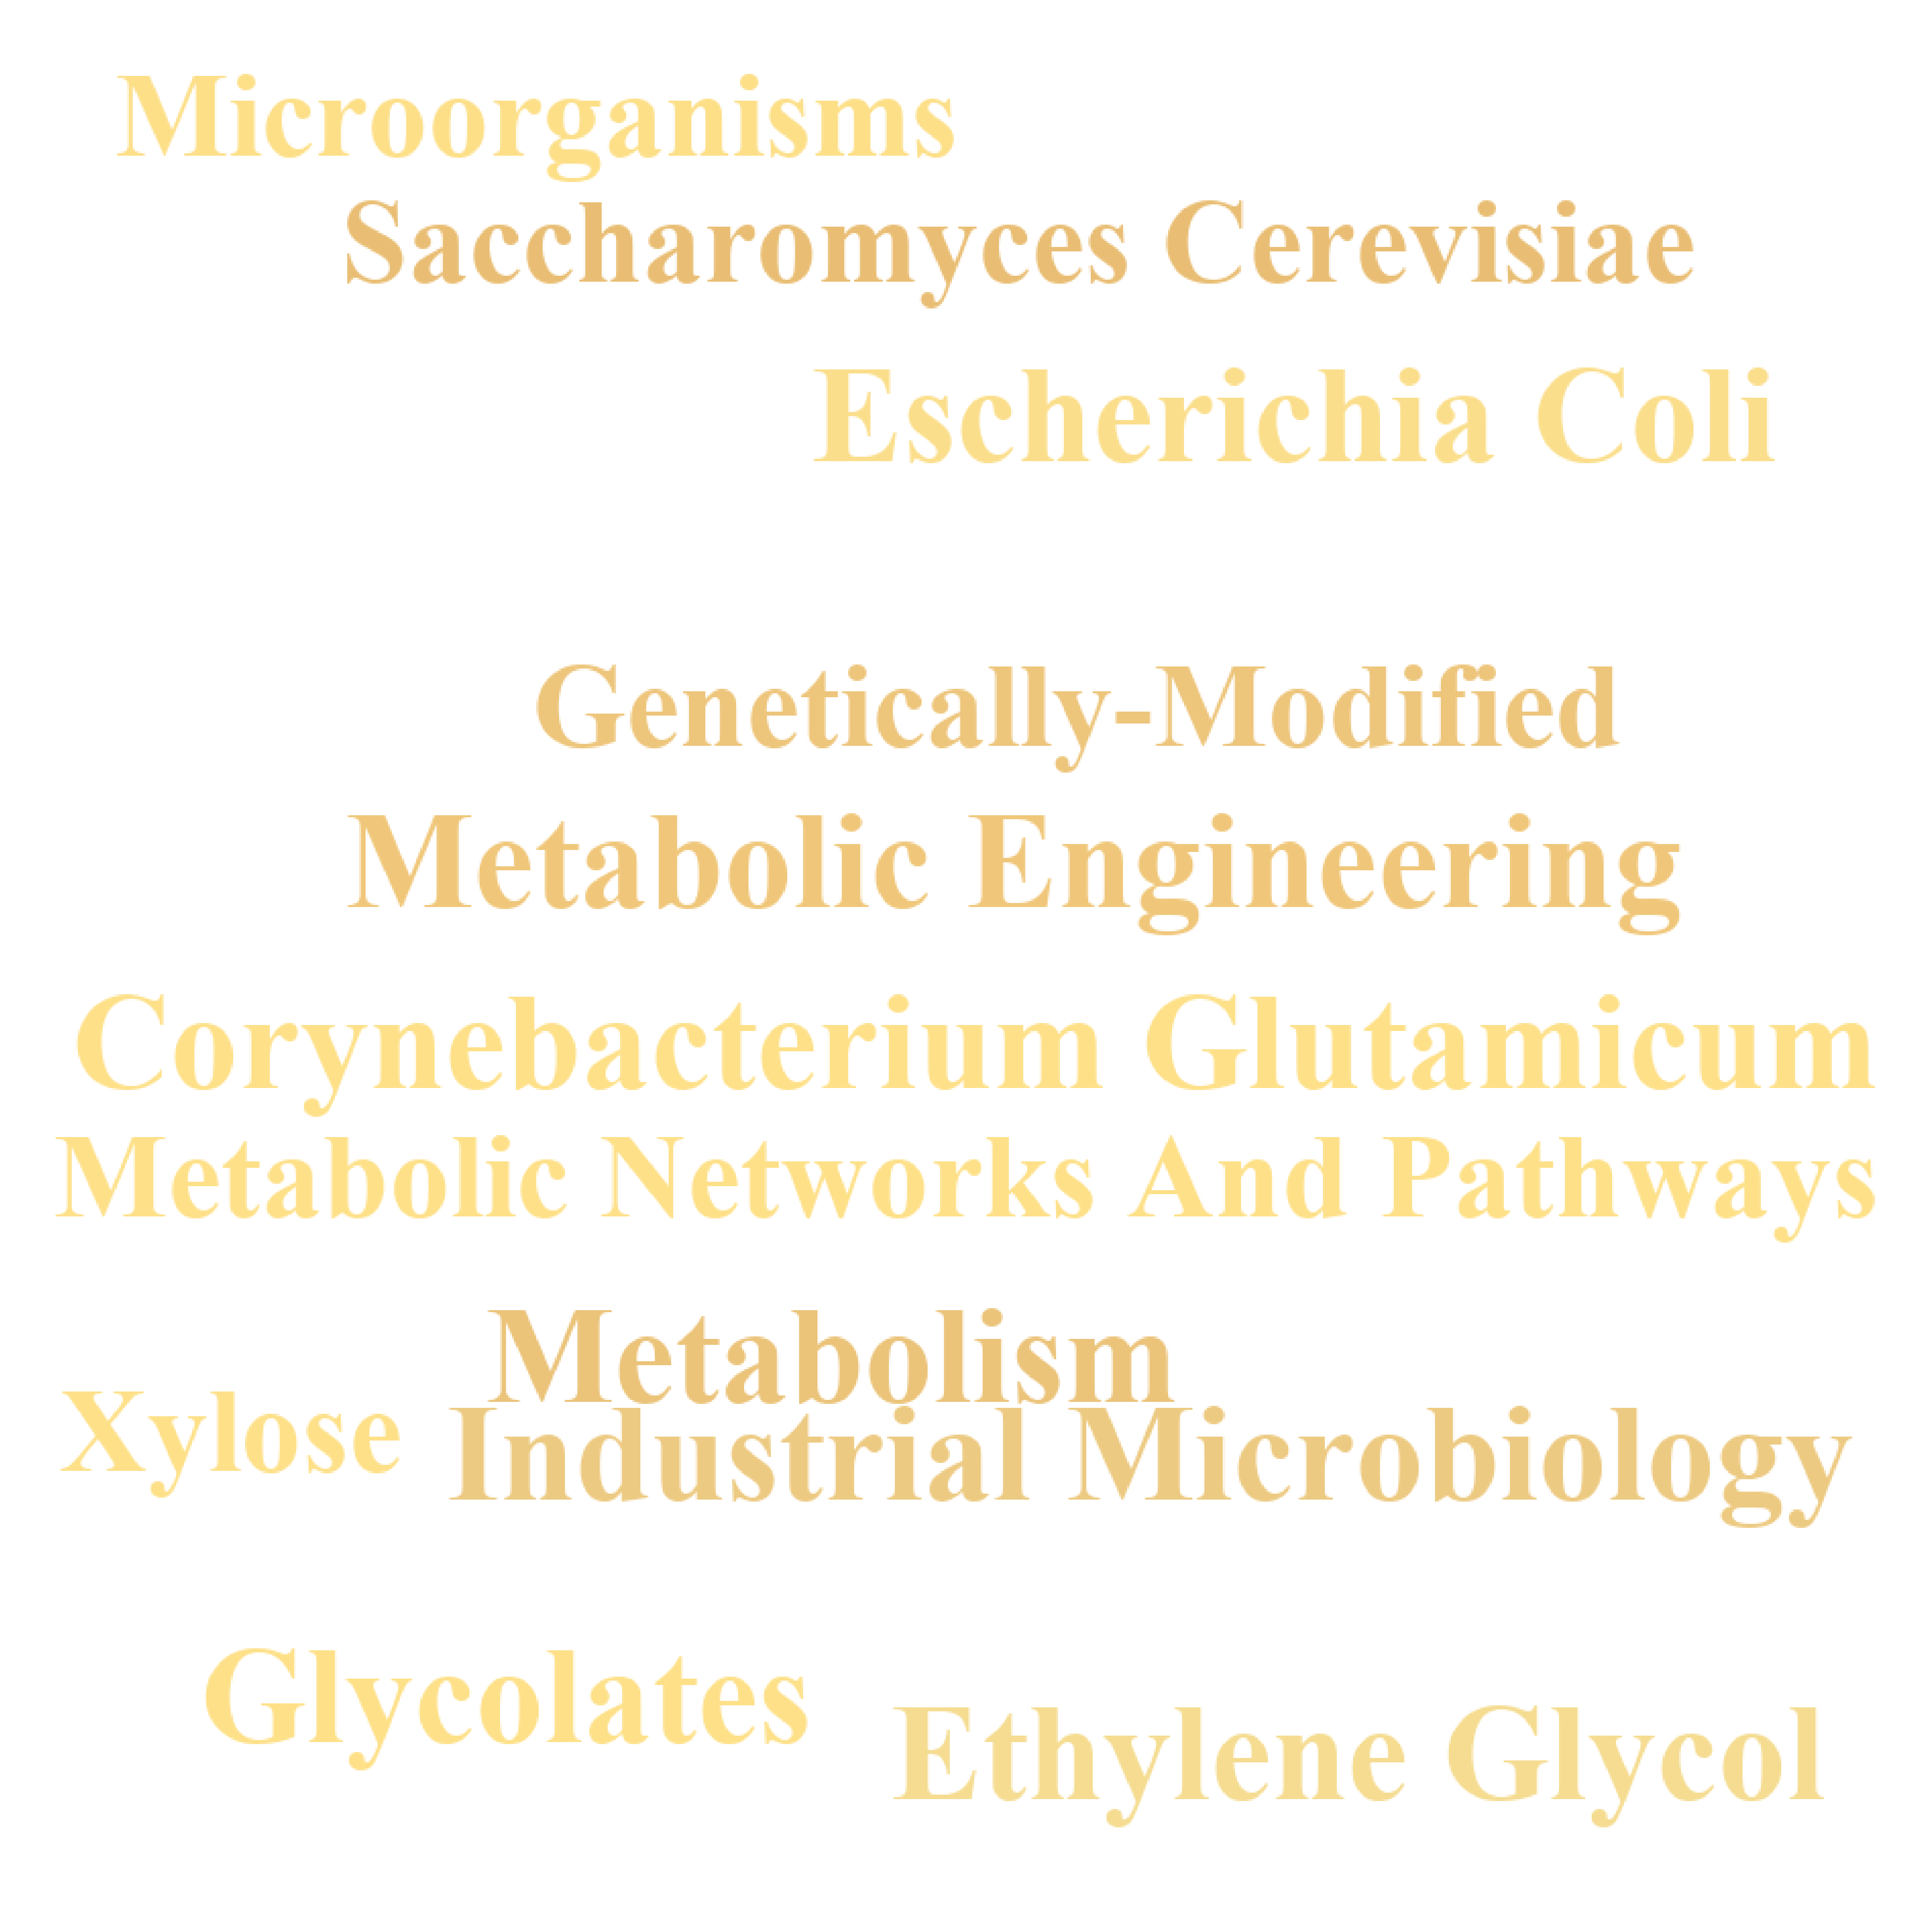 Microorganisms
Saccharomyces Cerevisiae
Escherichia Coli
Genetically-Modified
Metabolic Engineering
Corynebacterium Glutamicum
Metabolic Networks And Pathways
Metabolism
Xylose
Industrial Microbiology
Glycolates
Ethylene Glycol